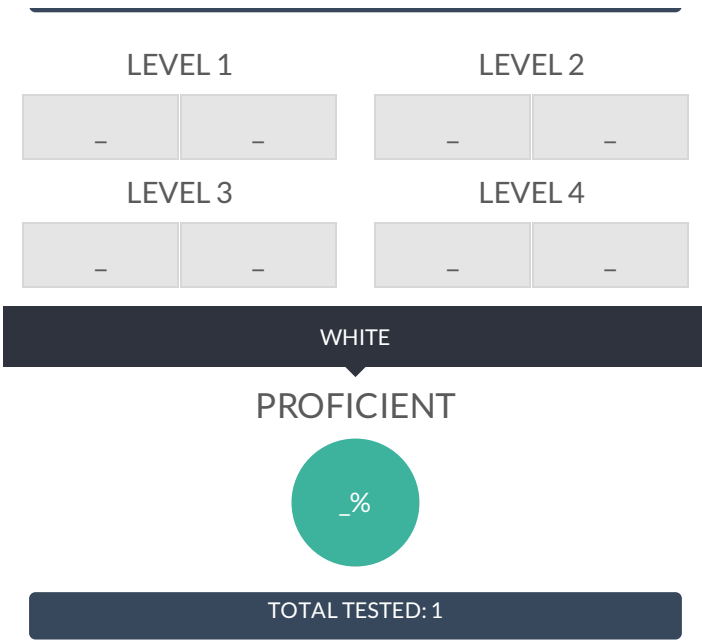 LEVEL 1 LEVEL 2
_ _ _ _
LEVEL 3 LEVEL 4
_ _ _ _
WHITE
PROFICIENT
_%
TOTAL TESTED: 1